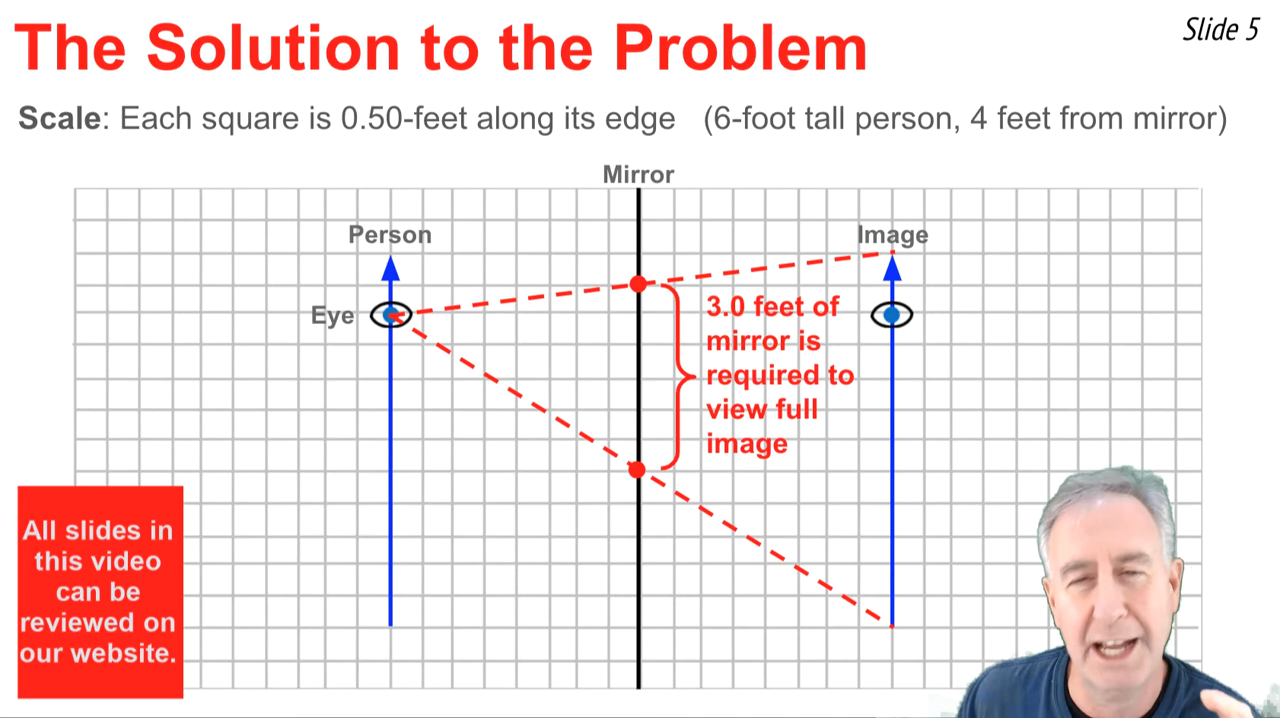 Slide 5
The Solution to the Problem
Scale: Each square is 0.50-feet along its edge (6-foot tall person, 4 feet from mirror)
Mirror
Person
Image
Eye
3.0 feet of
mirror is
required to
view full
image
All slides in
this video
can be
reviewed on
our website.